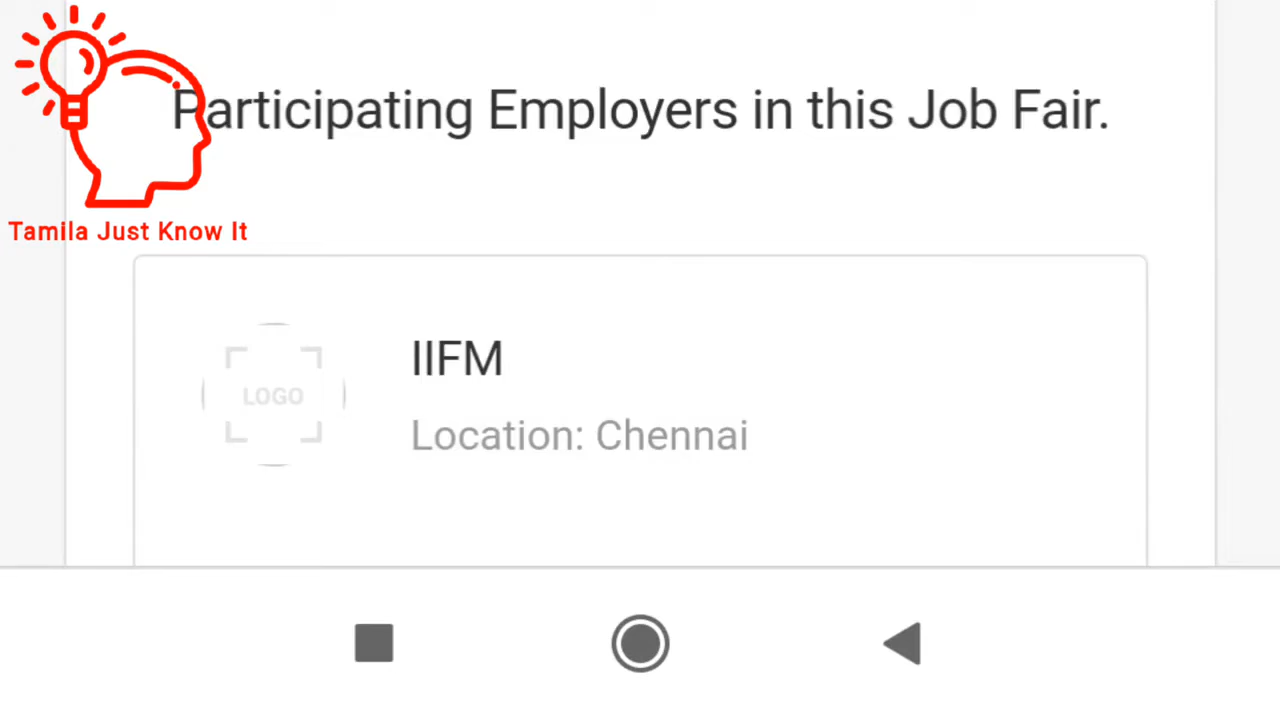 Participating Employers in this Job Fair.
Tamila Just Know It
LOGO
IIFM
Location: Chennai